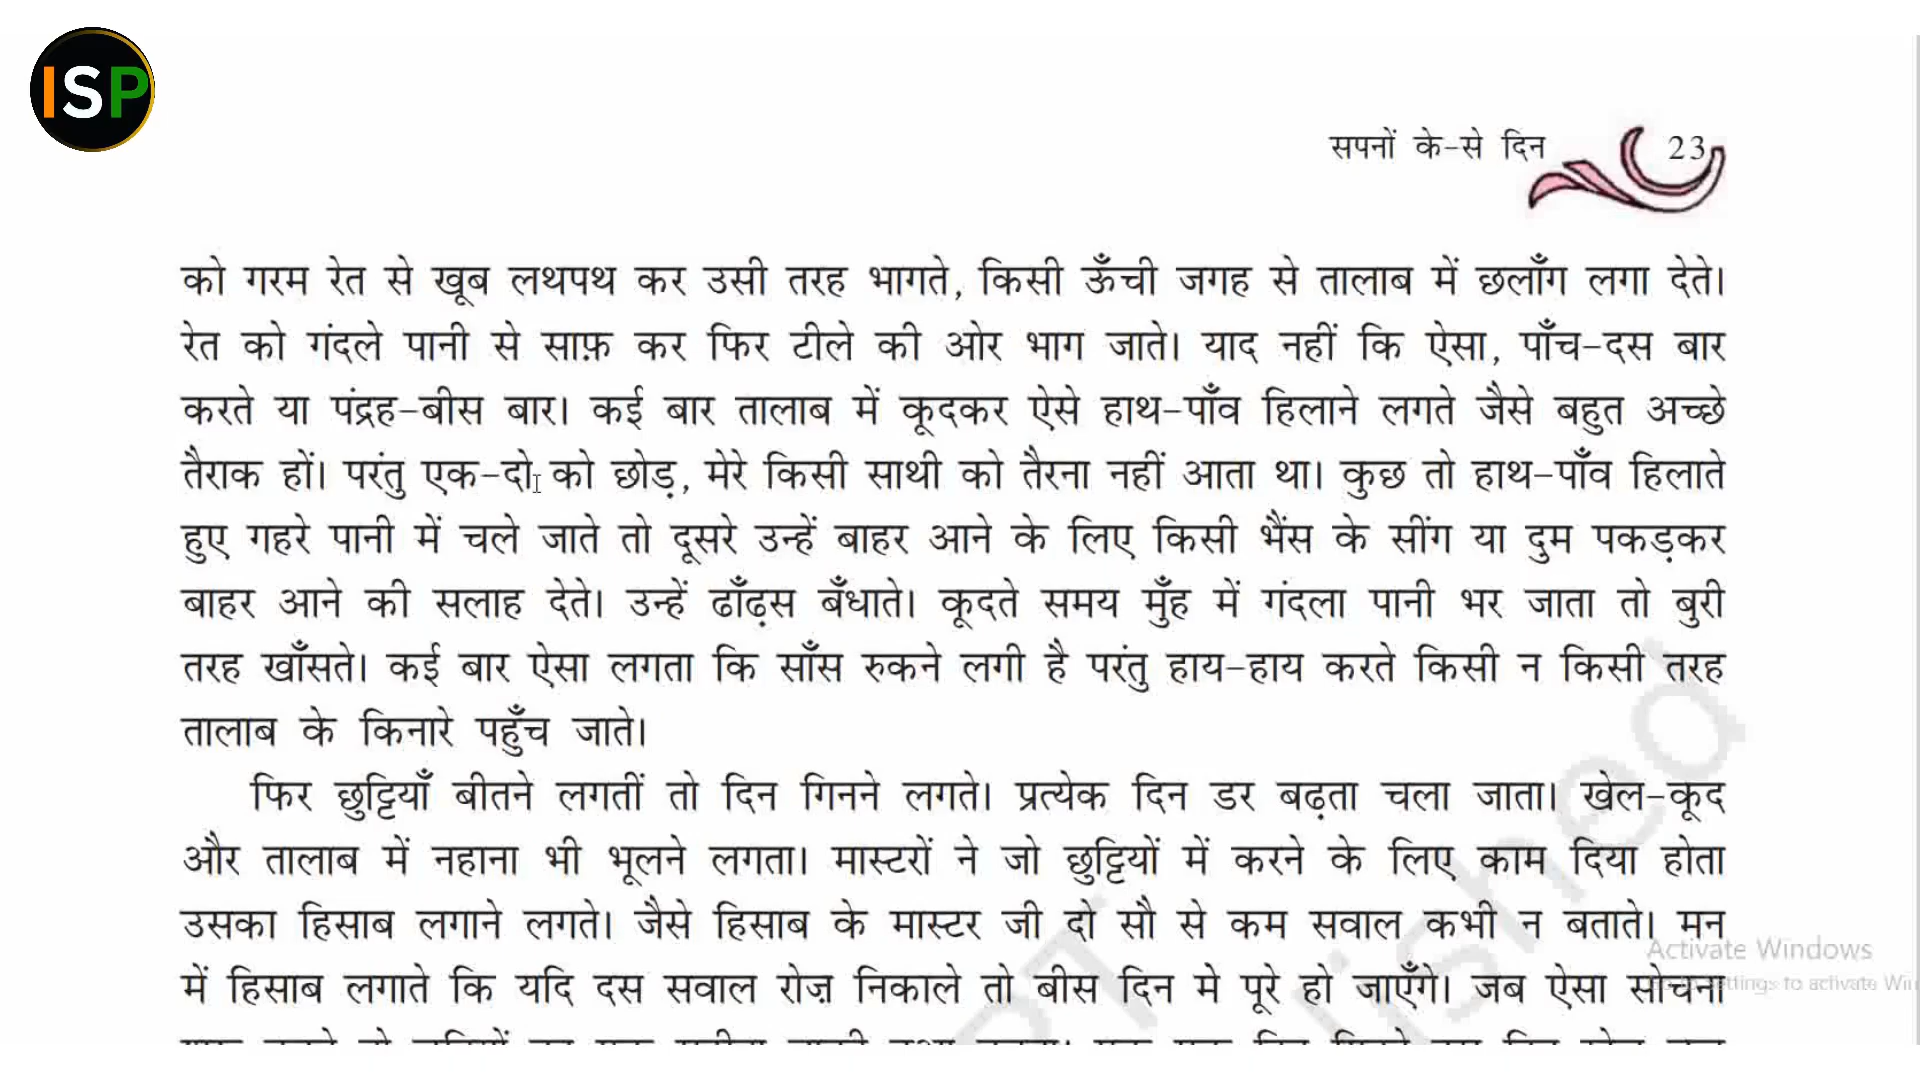 ISP
सपनों के-से दिन 23
को गरम रेत से खूब लथपथ कर उसी तरह भागते, किसी ऊँची जगह से तालाब में छलाँग लगा देते।
रेत को गंदले पानी से साफ़ कर फिर टीले की ओर भाग जाते। याद नहीं कि ऐसा, पाँच-दस बार
करते या पंद्रह-बीस बार। कई बार तालाब में कूदकर ऐसे हाथ-पाँव हिलाने लगते जैसे बहुत अच्छे
तैराक हों। परंतु एक-दो को छोड़, मेरे किसी साथी को तैरना नहीं आता था। कुछ तो हाथ-पाँव हिलाते
हुए गहरे पानी में चले जाते तो दूसरे उन्हें बाहर आने के लिए किसी भैंस के सींग या दुम पकड़कर
बाहर आने की सलाह देते। उन्हें ढाँढ़स बँधाते। कूदते समय मुँह में गंदला पानी भर जाता तो बुरी
तरह खाँसते। कई बार ऐसा लगता कि साँस रुकने लगी है परंतु हाय-हाय करते किसी न किसी तरह
तालाब के किनारे पहुँच जाते।
फिर छुट्टियाँ बीतने लगतीं तो दिन गिनने लगते। प्रत्येक दिन डर बढ़ता चला जाता। खेल-कूद
और तालाब में नहाना भी भूलने लगता। मास्टरों ने जो छुट्टियों में करने के लिए काम दिया होता
उसका हिसाब लगाने लगते। जैसे हिसाब के मास्टर जी दो सौ से कम सवाल कभी न बताते। मन
में हिसाब लगाते कि यदि दस सवाल रोज़ निकाले तो बीस दिन मे पूरे हो जाएँगे। जब ऐसा सोचना
Activate Windows